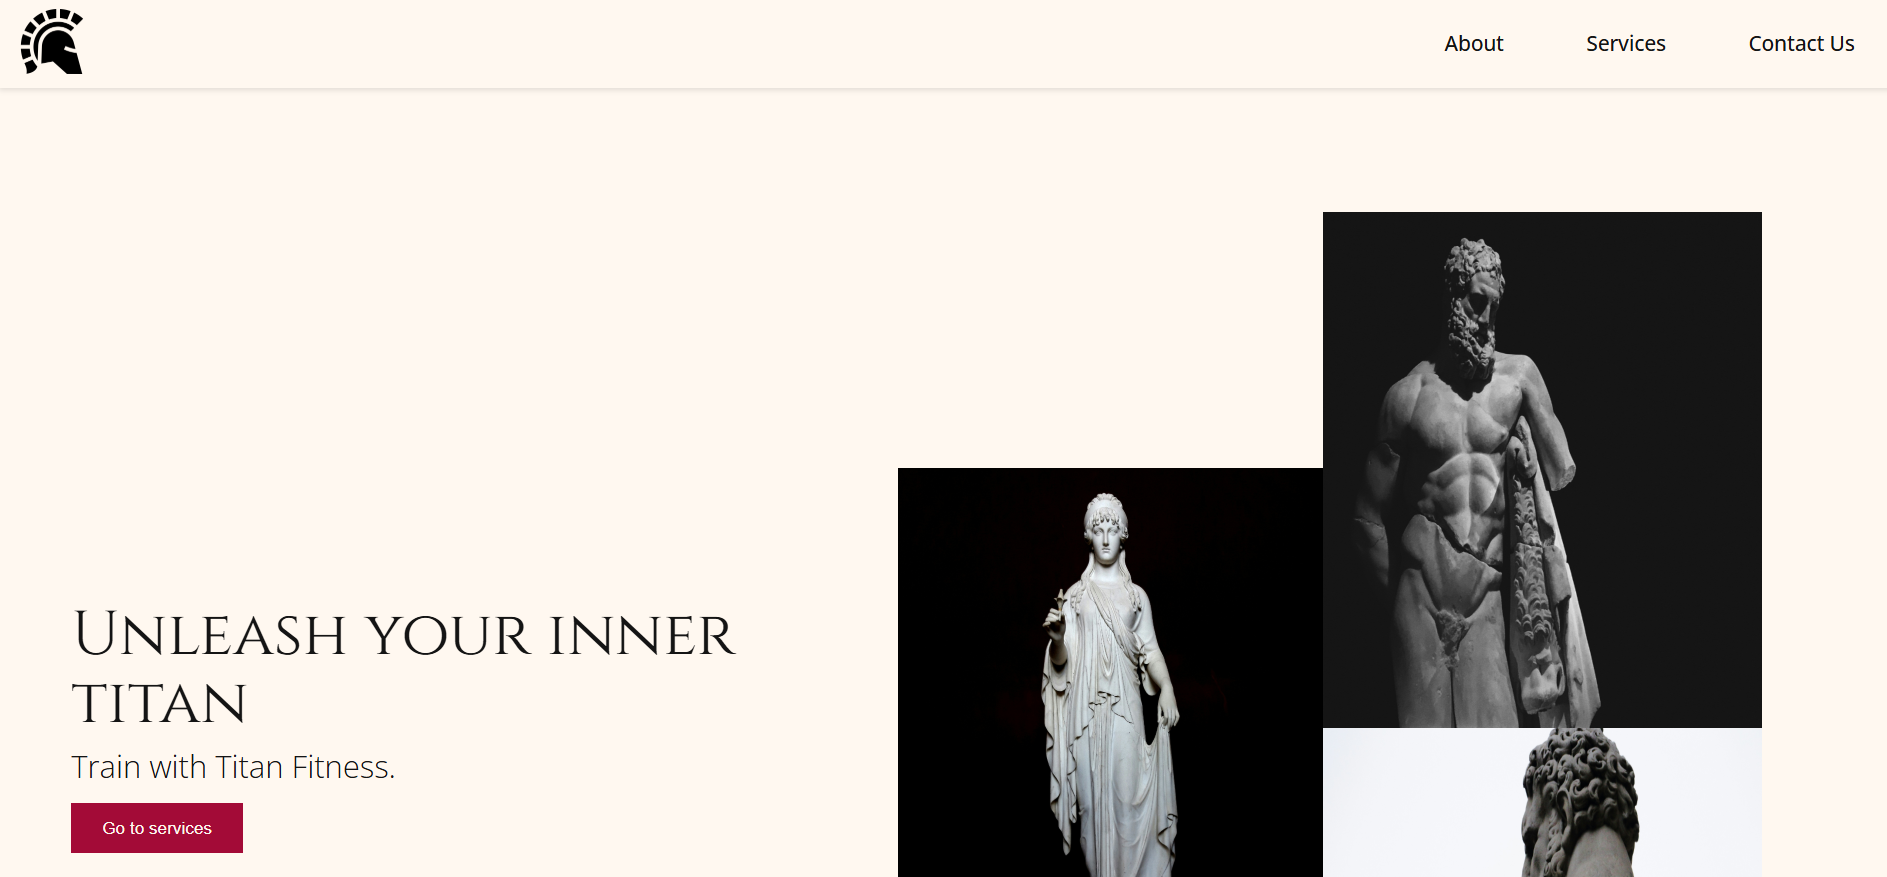 About
Services
Contact Us
Unleash your inner
titan
Train with Titan Fitness.
Go to services